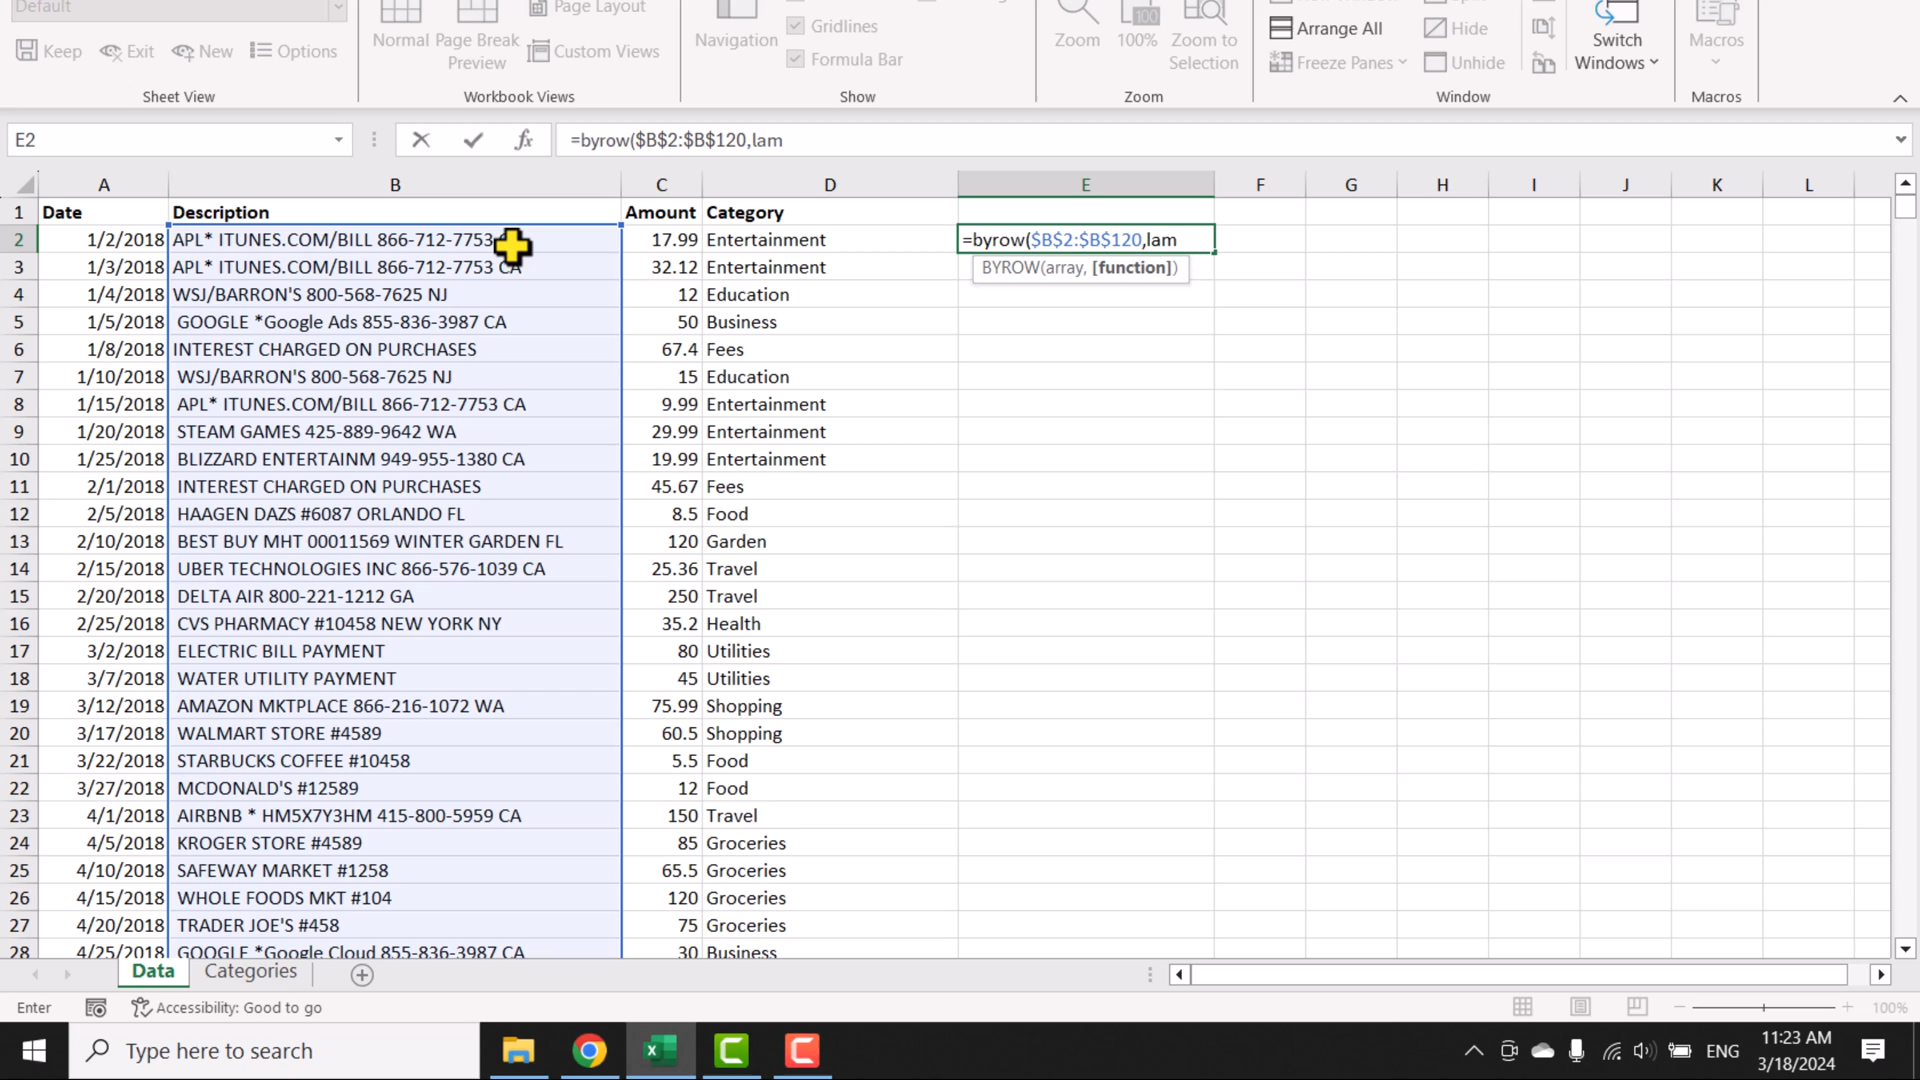 Default
Keep Exit New Options
Sheet View
Normal Page Break Preview
Page Layout
Custom Views
Workbook Views
Navigation
Gridlines
Formula Bar
Show
Zoom 100% Zoom to Selection
Zoom
Arrange All
Freeze Panes
Hide
Unhide
Switch Windows
Window
Macros
Macros
E2 fx =byrow($B$2:$B$120,lam
A B C D E F G H I J K L
1 Date Description Amount Category
2 1/2/2018 APL* ITUNES.COM/BILL 866-712-7753 17.99 Entertainment =byrow($B$2:$B$120,lam
BYROW(array, [function])
3 1/3/2018 APL* ITUNES.COM/BILL 866-712-7753 CA 32.12 Entertainment
4 1/4/2018 WSJ/BARRON'S 800-568-7625 NJ 12 Education
5 1/5/2018 GOOGLE *Google Ads 855-836-3987 CA 50 Business
6 1/8/2018 INTEREST CHARGED ON PURCHASES 67.4 Fees
7 1/10/2018 WSJ/BARRON'S 800-568-7625 NJ 15 Education
8 1/15/2018 APL* ITUNES.COM/BILL 866-712-7753 CA 9.99 Entertainment
9 1/20/2018 STEAM GAMES 425-889-9642 WA 29.99 Entertainment
10 1/25/2018 BLIZZARD ENTERTAINM 949-955-1380 CA 19.99 Entertainment
11 2/1/2018 INTEREST CHARGED ON PURCHASES 45.67 Fees
12 2/5/2018 HAAGEN DAZS #6087 ORLANDO FL 8.5 Food
13 2/10/2018 BEST BUY MHT 00011569 WINTER GARDEN FL 120 Garden
14 2/15/2018 UBER TECHNOLOGIES INC 866-576-1039 CA 25.36 Travel
15 2/20/2018 DELTA AIR 800-221-1212 GA 250 Travel
16 2/25/2018 CVS PHARMACY #10458 NEW YORK NY 35.2 Health
17 3/2/2018 ELECTRIC BILL PAYMENT 80 Utilities
18 3/7/2018 WATER UTILITY PAYMENT 45 Utilities
19 3/12/2018 AMAZON MKTPLACE 866-216-1072 WA 75.99 Shopping
20 3/17/2018 WALMART STORE #4589 60.5 Shopping
21 3/22/2018 STARBUCKS COFFEE #10458 5.5 Food
22 3/27/2018 MCDONALD'S #12589 12 Food
23 4/1/2018 AIRBNB * HM5X7Y3HM 415-800-5959 CA 150 Travel
24 4/5/2018 KROGER STORE #4589 85 Groceries
25 4/10/2018 SAFEWAY MARKET #1258 65.5 Groceries
26 4/15/2018 WHOLE FOODS MKT #104 120 Groceries
27 4/20/2018 TRADER JOE'S #458 75 Groceries
28 4/25/2018 GOOGLE *Google Cloud 855-836-3987 CA 30 Business
Data Categories
Enter Accessibility: Good to go 100%
Type here to search
ENG
11:23 AM
3/18/2024